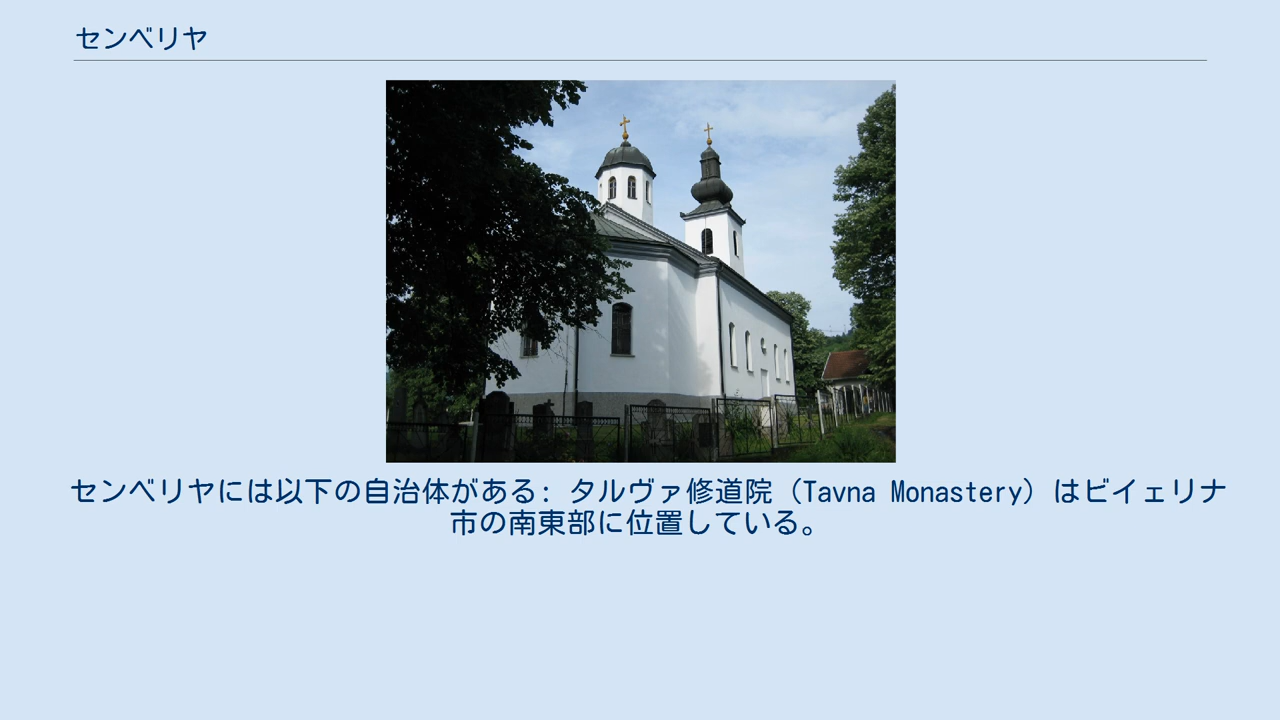 センベリヤ
センベリヤには以下の自治体がある: タルヴァ修道院 (Tavna Monastery) はビイェリナ
市の南東部に位置している。